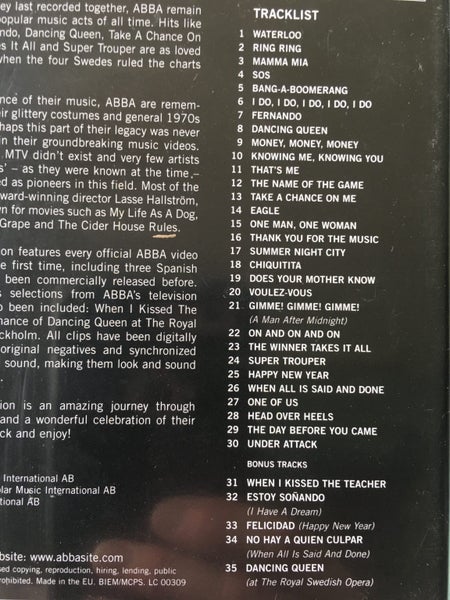 ey last recorded together, ABBA remain
opular music acts of all time. Hits like
ndo, Dancing Queen, Take A Chance On
es It All and Super Trouper are as loved
when the four Swedes ruled the charts
nce of their music, ABBA are remem-
eir glittery costumes and general 1970s
haps this part of their legacy was never
in their groundbreaking music videos.
MTV didn't exist and very few artists
s' – as they were known at the time,–
ed as pioneers in this field. Most of the
ward-winning director Lasse Hallström,
wn for movies such as My Life As A Dog,
Grape and The Cider House Rules.
on features every official ABBA video
e first time, including three Spanish
been commercially released before.
s selections from ABBA's television
o been included: When I Kissed The
mance of Dancing Queen at The Royal
ckholm. All clips have been digitally
original negatives and synchronized
sound, making them look and sound
tion is an amazing journey through
and a wonderful celebration of their
ck and enjoy!
International AB
lar Music International AB
tional AB
bsite: www.abbasite.com
sed copying, reproduction, hiring, lending, public
prohibited. Made in the EU. BIEM/MCPS. LC 00309
TRACKLIST
1 WATERLOO
2 RING RING
3 MAMMA MIA
4 SOS
5 BANG-A-BOOMERANG
6 I DO, I DO, I DO, I DO, I DO
7 FERNANDO
8 DANCING QUEEN
9 MONEY, MONEY, MONEY
10 KNOWING ME, KNOWING YOU
11 THAT'S ME
12 THE NAME OF THE GAME
13 TAKE A CHANCE ON ME
14 EAGLE
15 ONE MAN, ONE WOMAN
16 THANK YOU FOR THE MUSIC
17 SUMMER NIGHT CITY
18 CHIQUITITA
19 DOES YOUR MOTHER KNOW
20 VOULEZ-VOUS
21 GIMME! GIMME! GIMME!
(A Man After Midnight)
22 ON AND ON AND ON
23 THE WINNER TAKES IT ALL
24 SUPER TROUPER
25 HAPPY NEW YEAR
26 WHEN ALL IS SAID AND DONE
27 ONE OF US
28 HEAD OVER HEELS
29 THE DAY BEFORE YOU CAME
30 UNDER ATTACK
BONUS TRACKS
31 WHEN I KISSED THE TEACHER
32 ESTOY SOÑANDO
(I Have A Dream)
33 FELICIDAD (Happy New Year)
34 NO HAY A QUIEN CULPAR
(When All Is Said And Done)
35 DANCING QUEEN
(at The Royal Swedish Opera)